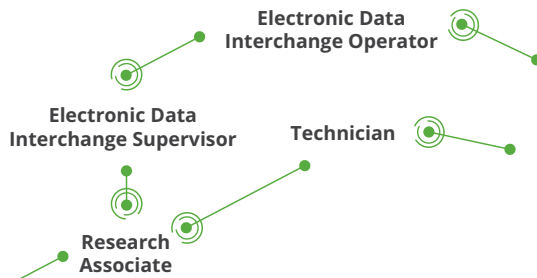 Electronic Data
Interchange Operator
Electronic Data
Interchange Supervisor
Technician
Research
Associate